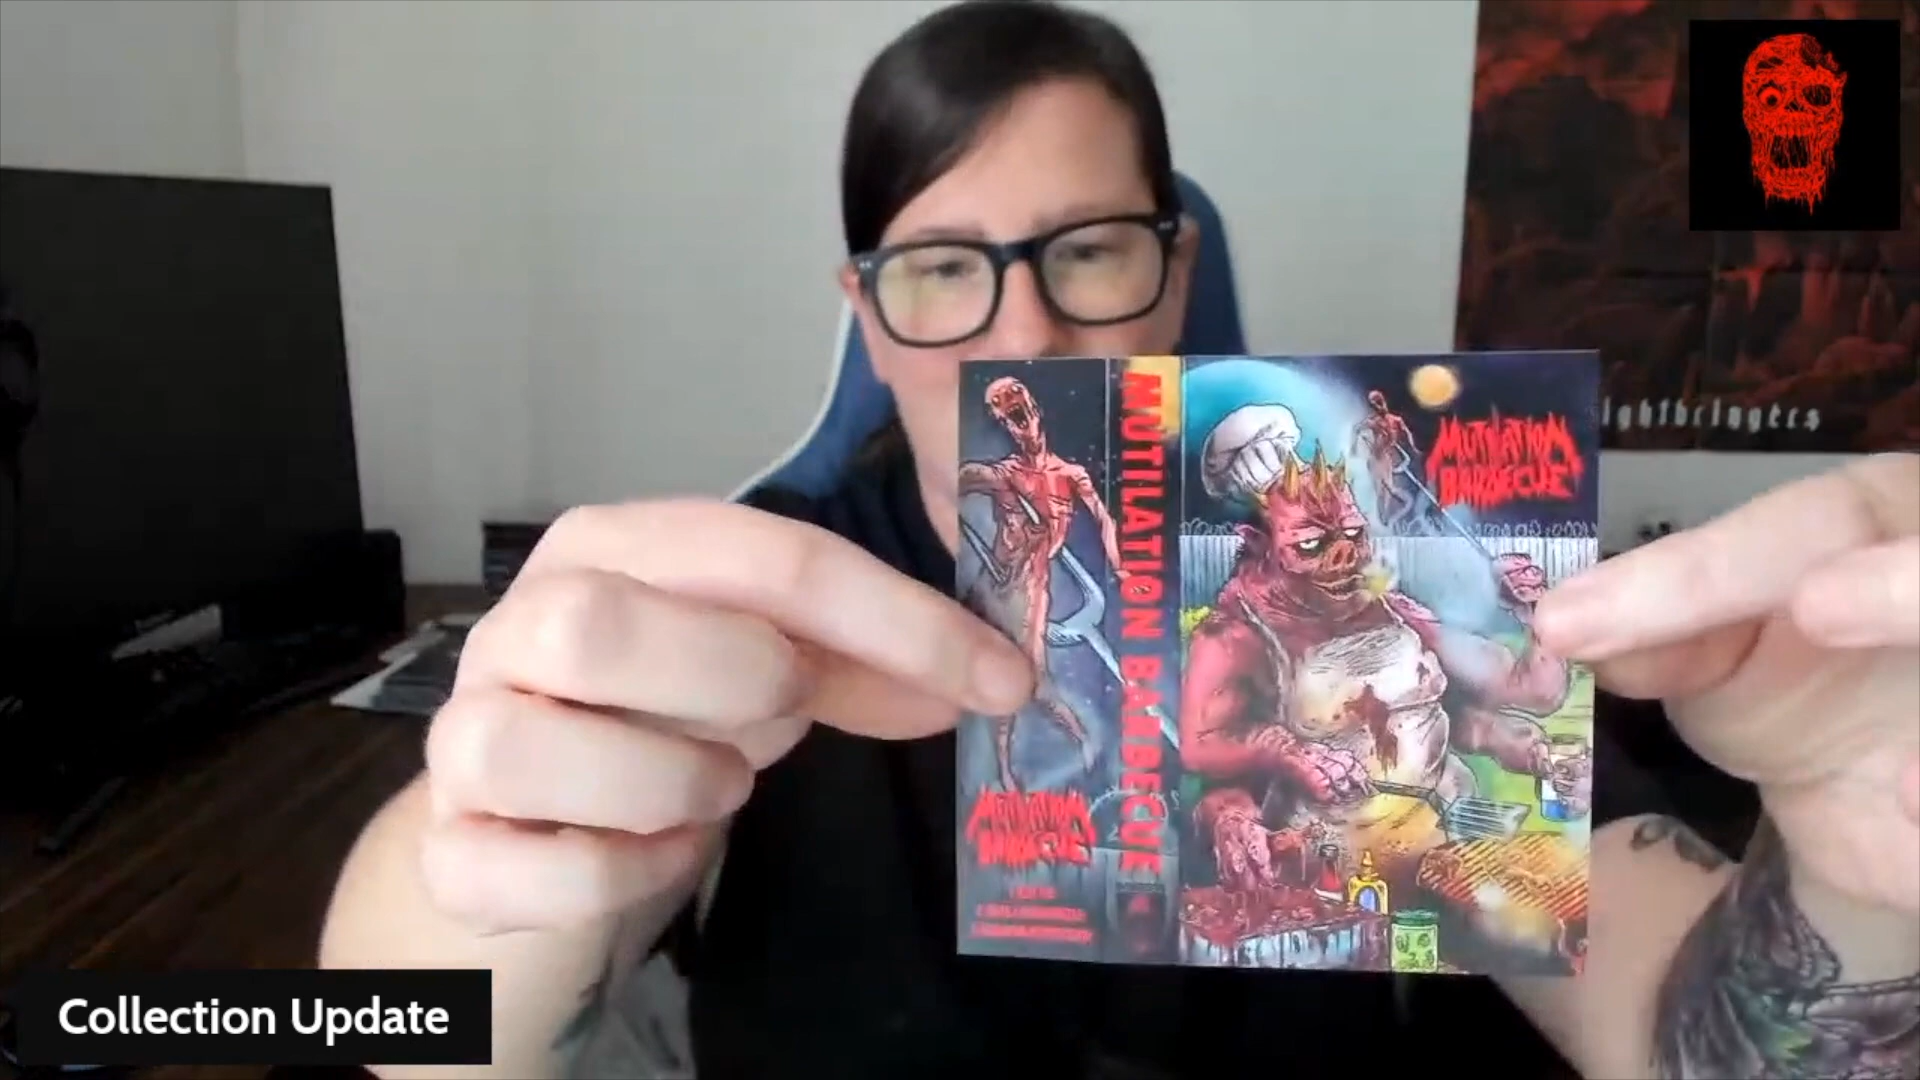 MUTILATION
BARBECUE
ightbringers
MUTILATION BARBECUE
MUTILATION
BARBECUE
Collection Update